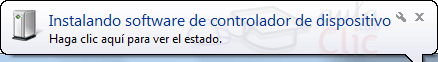 Instalando software de controlador de dispositivo
Haga clic aquí para ver el estado.
Clic